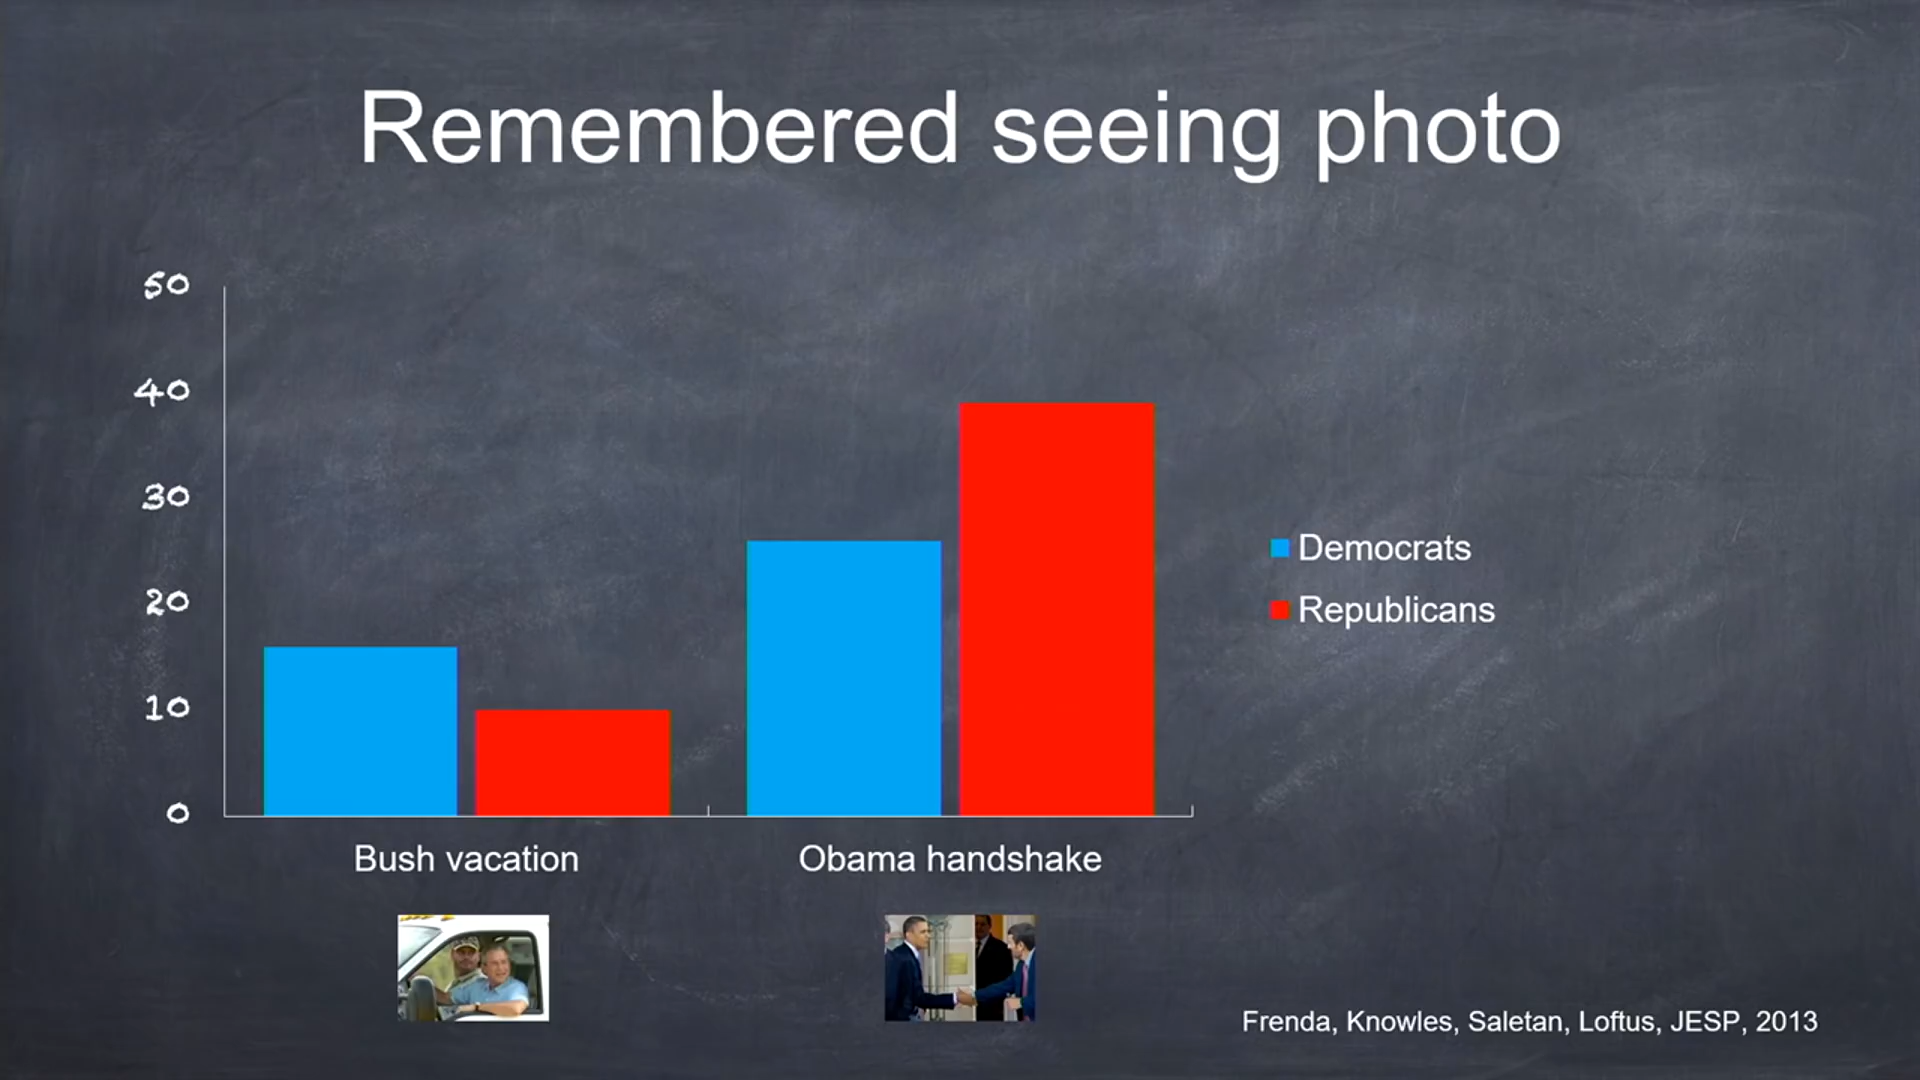 Remembered seeing photo
50
40
30
20
10
0
Democrats
Republicans
Bush vacation
Obama handshake
Frenda, Knowles, Saletan, Loftus, JESP, 2013